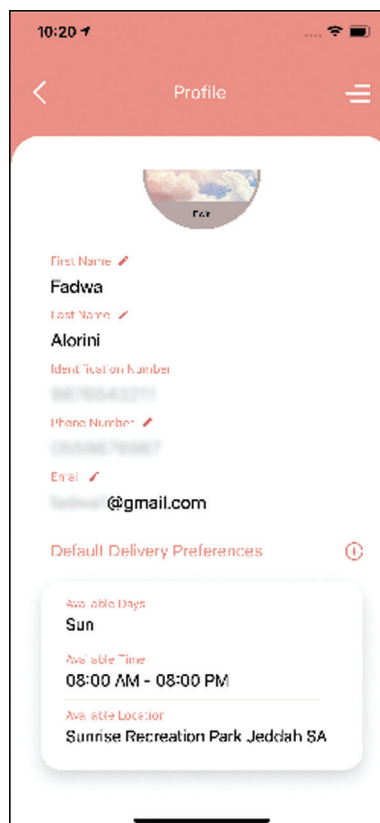 10:20
Profile
Edit
First Name
Fadwa
Last Name
Alorini
Identification Number
Phone Number
Email
@gmail.com
Default Delivery Preferences
Available Days
Sun
Available Time
08:00 AM - 08:00 PM
Available Location
Sunrise Recreation Park Jeddah SA